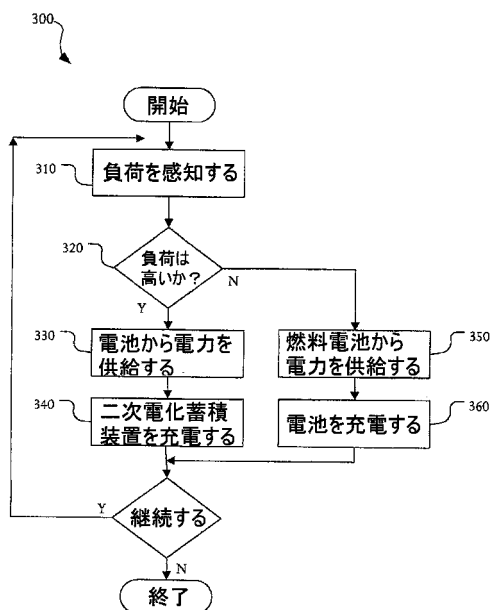 300
開始
310
負荷を感知する
320
負荷は
高いか？
N
Y
330
電池から電力を
供給する
燃料電池から
電力を供給する
350
340
二次電化蓄積
装置を充電する
電池を充電する
360
Y
継続する
N
終了